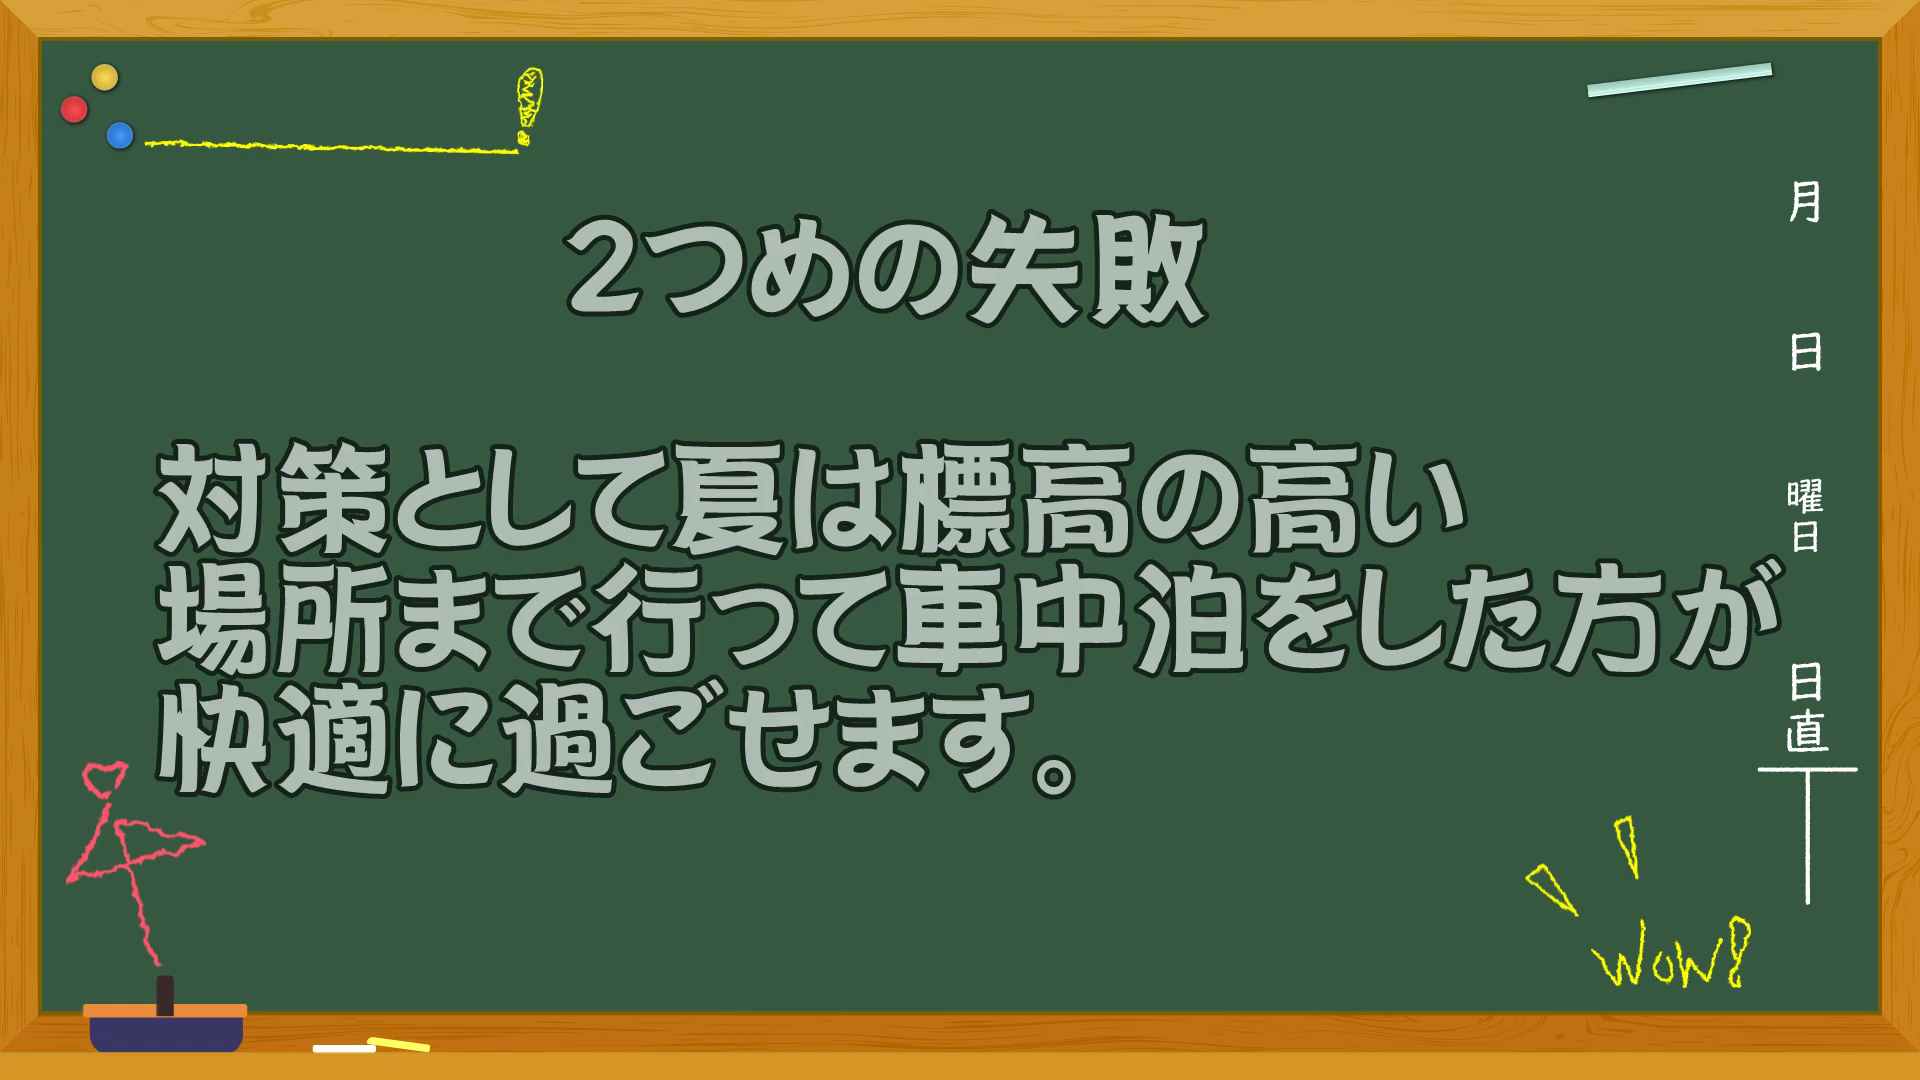 2つめの失敗
対策として夏は標高の高い
場所まで行って車中泊をした方が
快適に過ごせます。
月
日
曜日
日直
WOW!